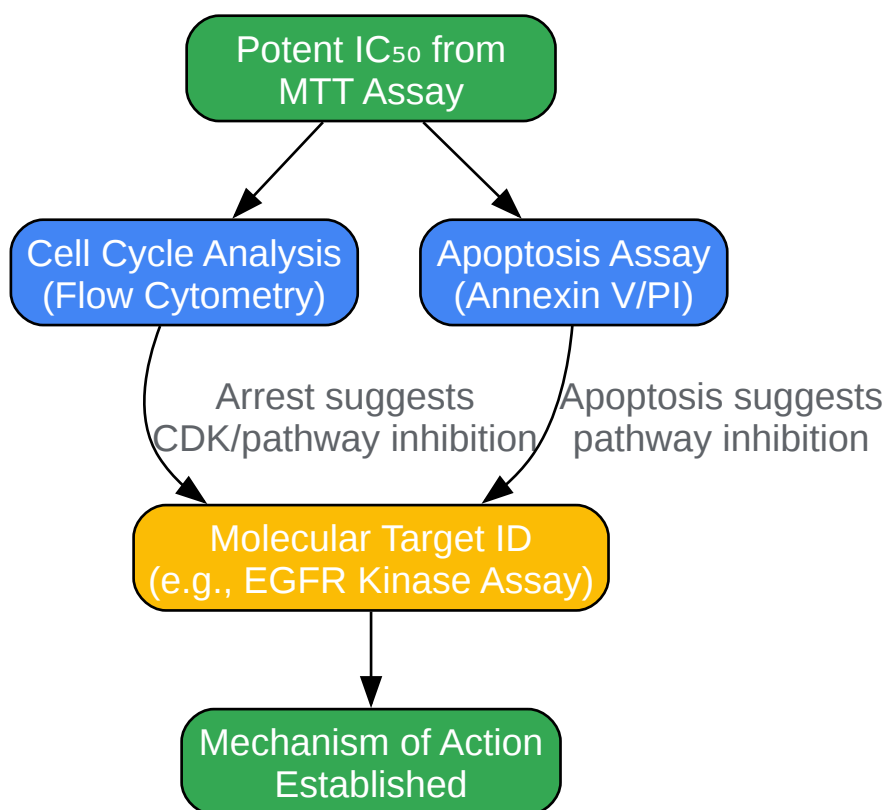 Potent IC₅₀ from
MTT Assay
Cell Cycle Analysis
(Flow Cytometry)
Apoptosis Assay
(Annexin V/PI)
Arrest suggests
CDK/pathway inhibition
Apoptosis suggests
pathway inhibition
Molecular Target ID
(e.g., EGFR Kinase Assay)
Mechanism of Action
Established